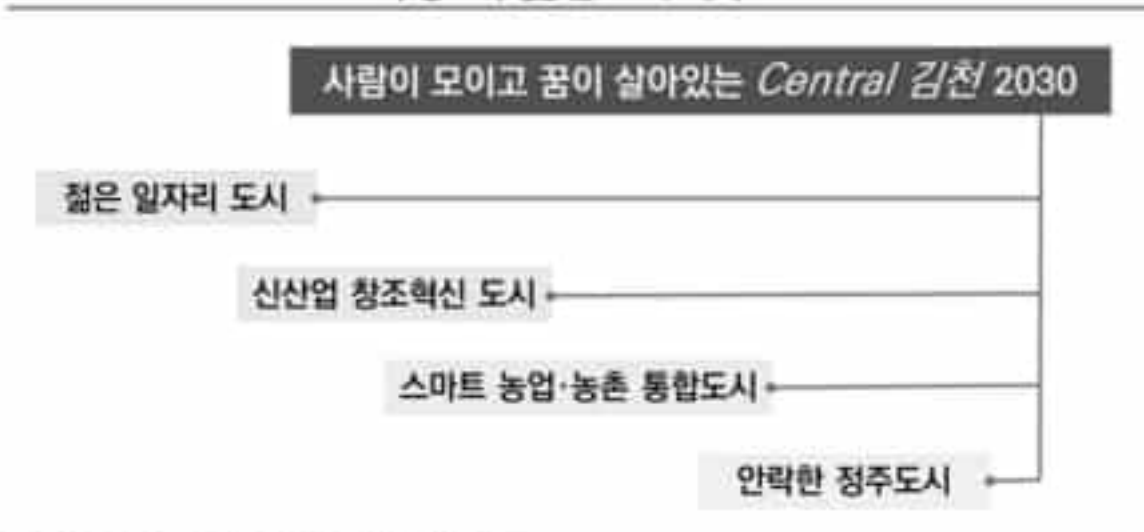 사람이 모이고 꿈이 살아있는 Central 김천 2030
젊은 일자리 도시
신산업 창조혁신 도시
스마트 농업·농촌 통합도시
안락한 정주도시